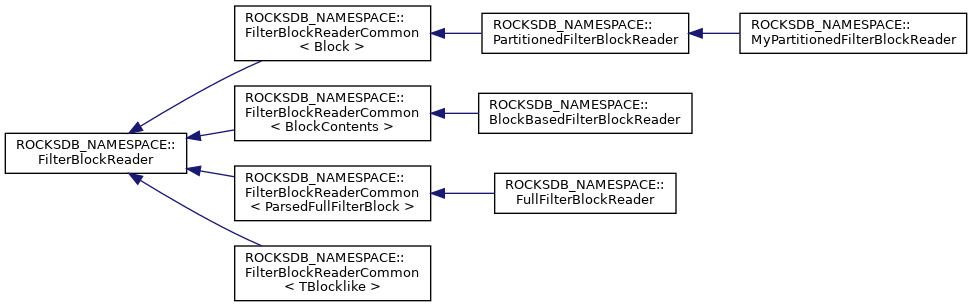 ROCKSDB_NAMESPACE::
FilterBlockReader
ROCKSDB_NAMESPACE::
FilterBlockReaderCommon
< Block >
ROCKSDB_NAMESPACE::
PartitionedFilterBlockReader
ROCKSDB_NAMESPACE::
MyPartitionedFilterBlockReader
ROCKSDB_NAMESPACE::
FilterBlockReaderCommon
< BlockContents >
ROCKSDB_NAMESPACE::
BlockBasedFilterBlockReader
ROCKSDB_NAMESPACE::
FilterBlockReaderCommon
< ParsedFullFilterBlock >
ROCKSDB_NAMESPACE::
FullFilterBlockReader
ROCKSDB_NAMESPACE::
FilterBlockReaderCommon
< TBlocklike >